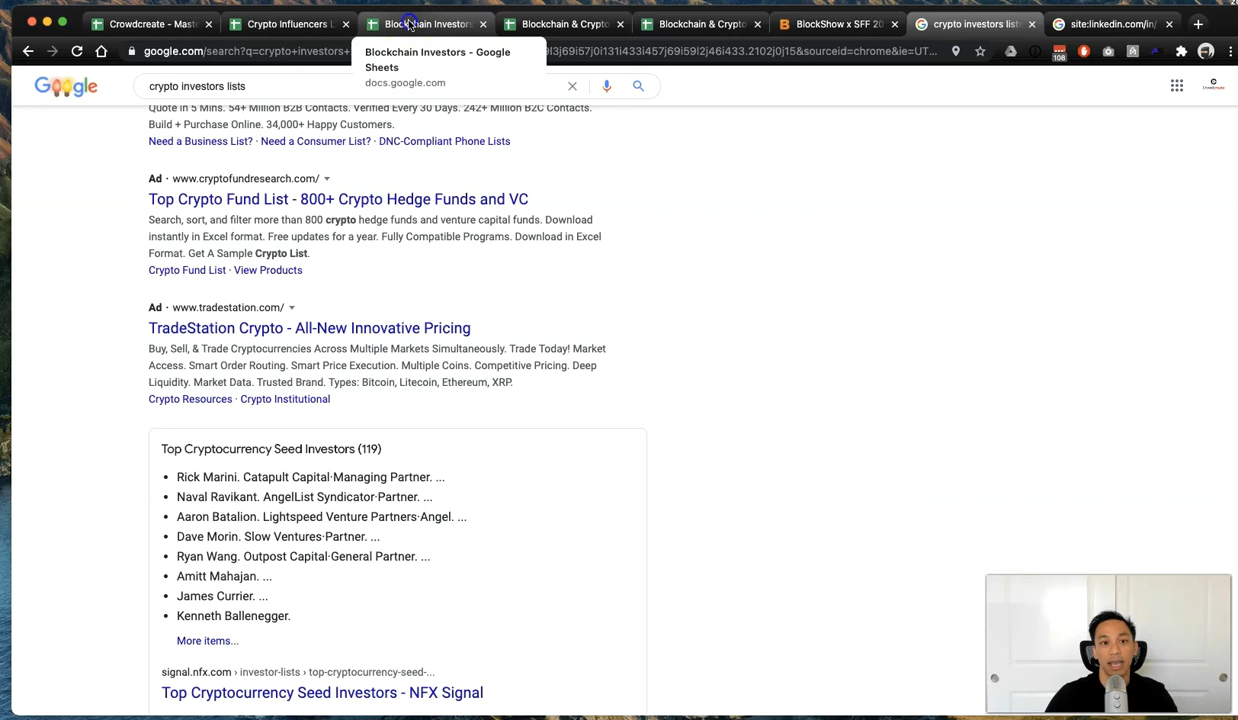 Crowdcreate - Mast
Crypto Influencers L
Blockchain Investors
Blockchain & Crypto
Blockchain & Crypto
BlockShow x SFF 20
crypto investors lists
site:linkedin.com/in/
google.com/search?q=crypto+investors+
9l3j69i57j0i131i433i457j69i59l2j46i433.2102j0j15&sourceid=chrome&ie=UT...
108
Blockchain Investors - Google
Sheets
docs.google.com
Google
crypto investors lists
Quote in 5 Mins. 54+ Million B2B Contacts. Verified Every 30 Days. 242+ Million B2C Contacts.
Build + Purchase Online. 34,000+ Happy Customers.
Need a Business List? · Need a Consumer List? · DNC-Compliant Phone Lists
Ad · www.cryptofundresearch.com/
Top Crypto Fund List - 800+ Crypto Hedge Funds and VC
Search, sort, and filter more than 800 crypto hedge funds and venture capital funds. Download
instantly in Excel format. Free updates for a year. Fully Compatible Programs. Download in Excel
Format. Get A Sample Crypto List.
Crypto Fund List · View Products
Ad · www.tradestation.com/
TradeStation Crypto - All-New Innovative Pricing
Buy, Sell, & Trade Cryptocurrencies Across Multiple Markets Simultaneously. Trade Today! Market
Access. Smart Order Routing. Smart Price Execution. Multiple Coins. Competitive Pricing. Deep
Liquidity. Market Data. Trusted Brand. Types: Bitcoin, Litecoin, Ethereum, XRP.
Crypto Resources · Crypto Institutional
Top Cryptocurrency Seed Investors (119)
• Rick Marini. Catapult Capital·Managing Partner. ...
• Naval Ravikant. AngelList Syndicator·Partner. ...
• Aaron Batalion. Lightspeed Venture Partners·Angel. ...
• Dave Morin. Slow Ventures·Partner. ...
• Ryan Wang. Outpost Capital·General Partner. ...
• Amitt Mahajan. ...
• James Currier. ...
• Kenneth Ballenegger.
More items...
signal.nfx.com › investor-lists › top-cryptocurrency-seed-...
Top Cryptocurrency Seed Investors - NFX Signal